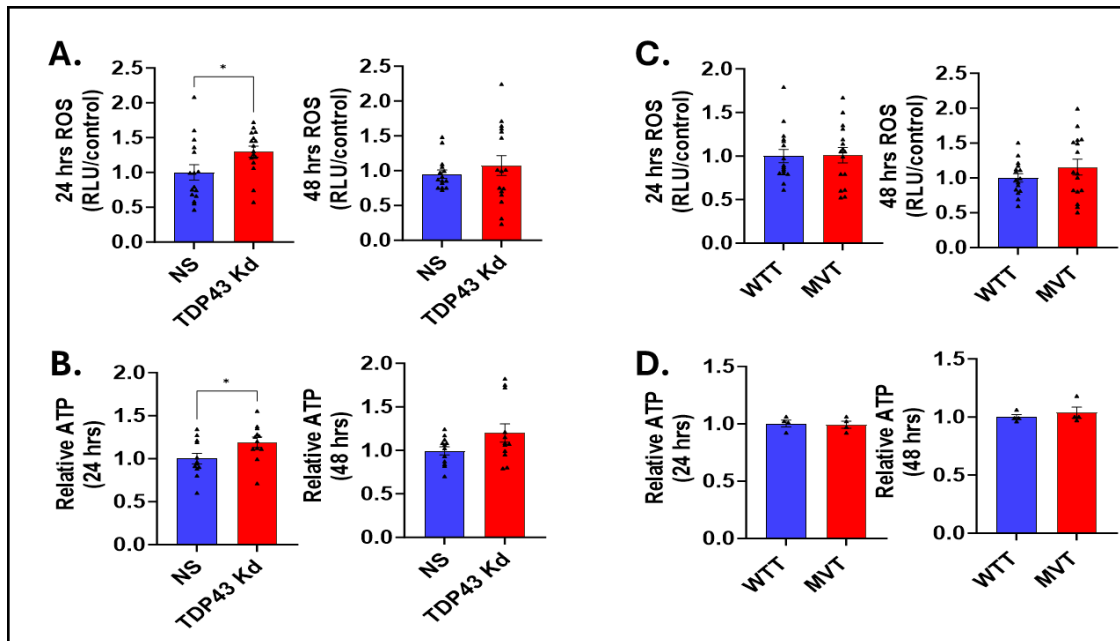 A.
24 hrs ROS
(RLU/control)
2.5
2.0
1.5
1.0
0.5
0.0
*
NS
TDP43 Kd
48 hrs ROS
(RLU/control)
2.5
2.0
1.5
1.0
0.5
0.0
NS
TDP43 Kd
C.
24 hrs ROS
(RLU/control)
2.0
1.5
1.0
0.5
0.0
WTT
MVT
48 hrs ROS
(RLU/control)
2.5
2.0
1.5
1.0
0.5
0.0
WTT
MVT
B.
Relative ATP
(24 hrs)
2.0
1.5
1.0
0.5
0.0
*
NS
TDP43 Kd
Relative ATP
(48 hrs)
2.0
1.5
1.0
0.5
0.0
NS
TDP43 Kd
D.
Relative ATP
(24 hrs)
1.5
1.0
0.5
0.0
WTT
MVT
Relative ATP
(48 hrs)
1.5
1.0
0.5
0.0
WTT
MVT